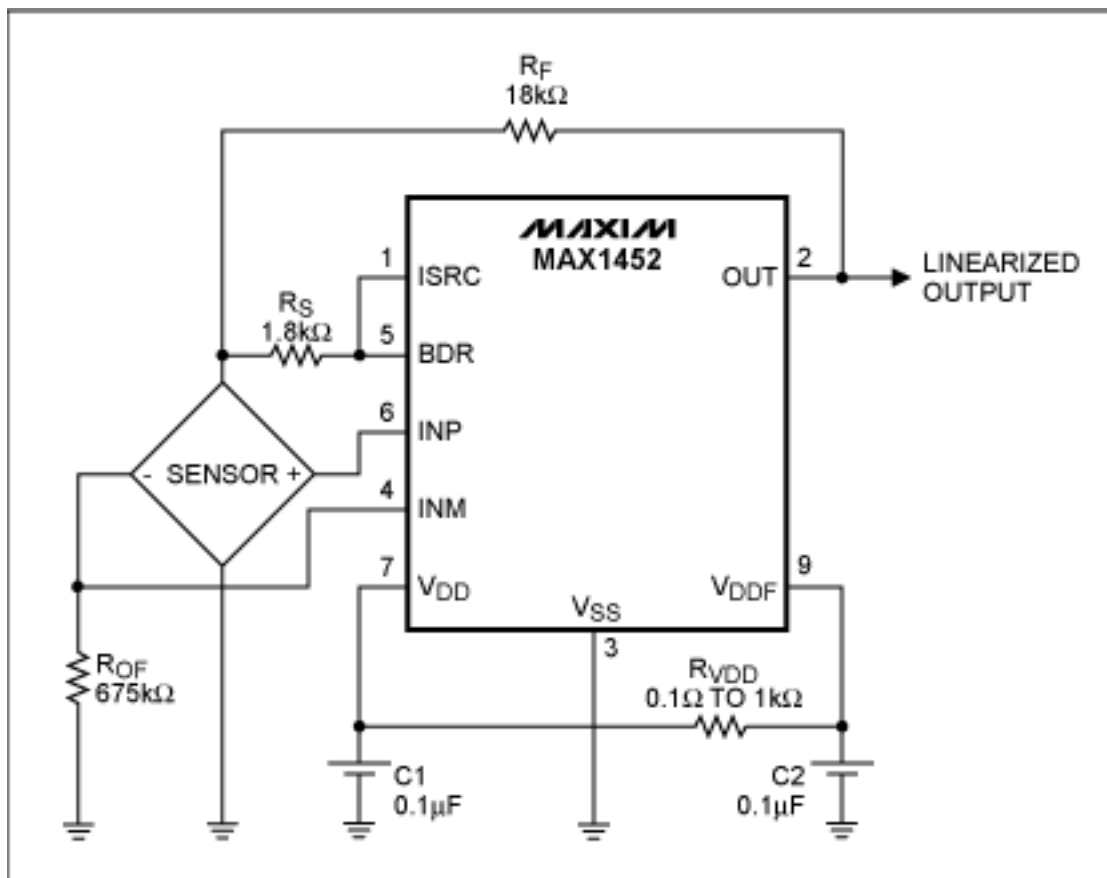 RF
18kΩ
MAXIM
MAX1452
1
ISRC
OUT
2
LINEARIZED
OUTPUT
RS
1.8kΩ
5
BDR
6
INP
- SENSOR +
4
INM
7
VDD
VSS
3
VDDF
9
ROF
675kΩ
RVDD
0.1Ω TO 1kΩ
C1
0.1μF
C2
0.1μF